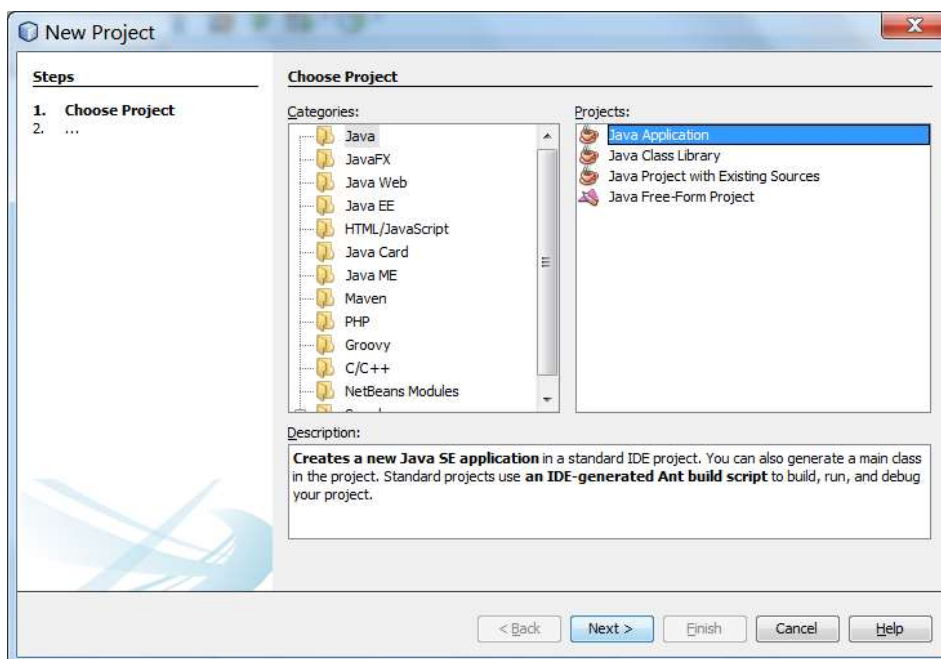 New Project
Steps
1. Choose Project
2. ...
Choose Project
Categories:
Java
JavaFX
Java Web
Java EE
HTML/JavaScript
Java Card
Java ME
Maven
PHP
Groovy
C/C++
NetBeans Modules
Projects:
Java Application
Java Class Library
Java Project with Existing Sources
Java Free-Form Project
Description:
Creates a new Java SE application in a standard IDE project. You can also generate a main class
in the project. Standard projects use an IDE-generated Ant build script to build, run, and debug
your project.
< Back
Next >
Finish
Cancel
Help